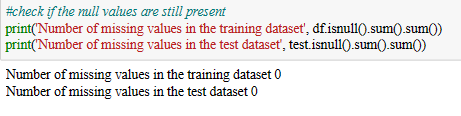 #check if the null values are still present
print('Number of missing values in the training dataset', df.isnull().sum().sum())
print('Number of missing values in the test dataset', test.isnull().sum().sum())
Number of missing values in the training dataset 0
Number of missing values in the test dataset 0